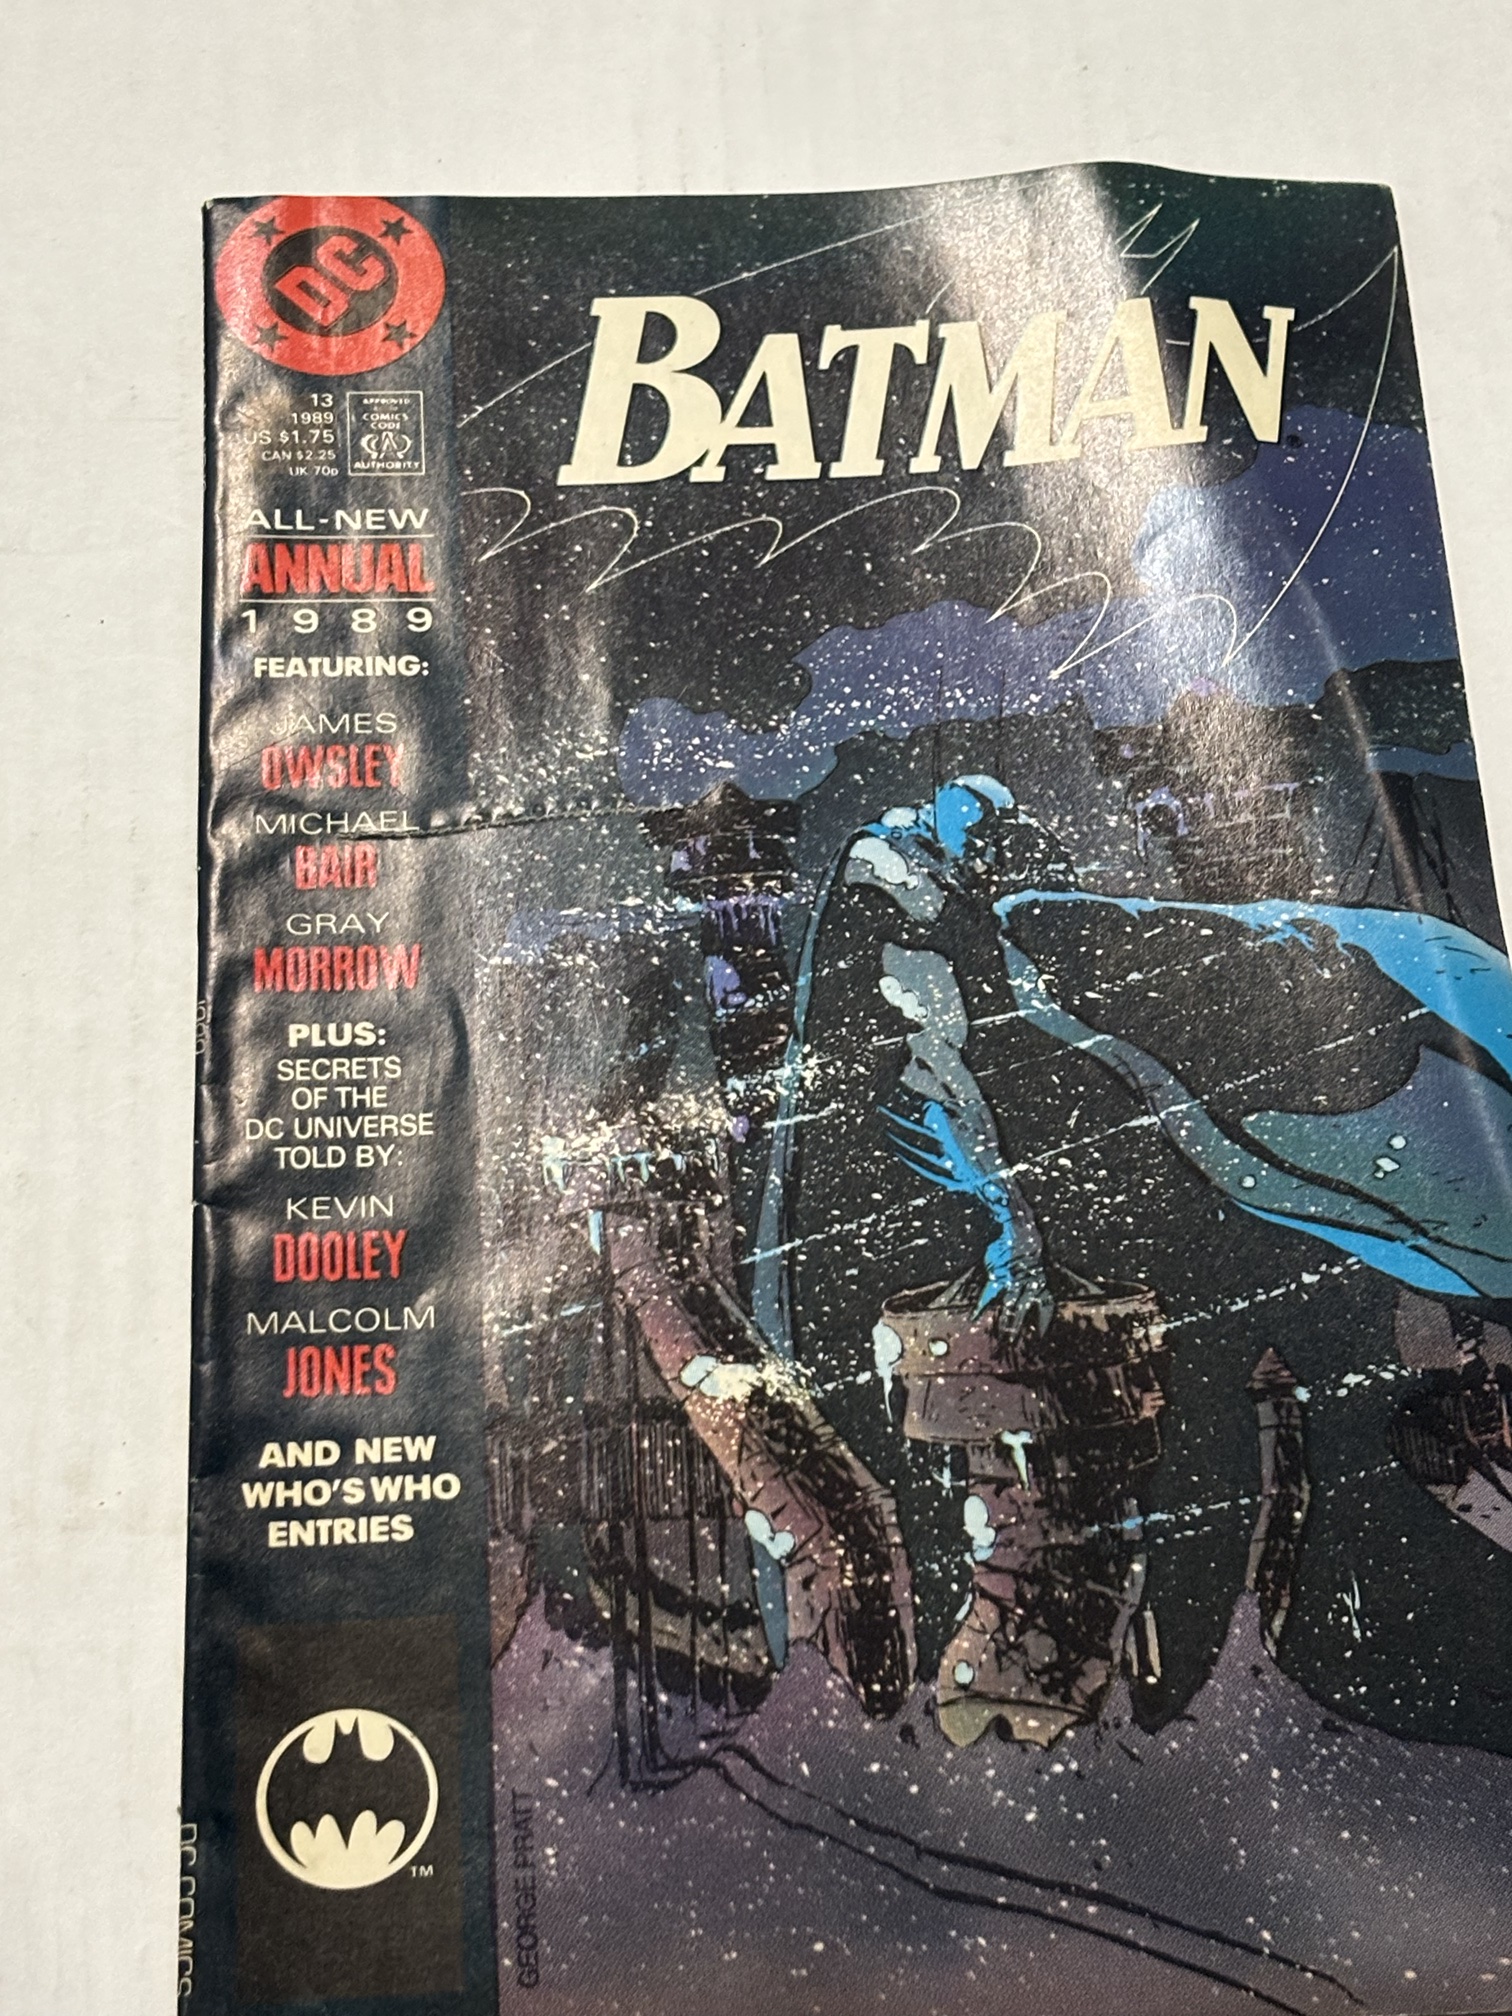 DC
13
1989
US $1.75
CAN $2.25
UK 70p
APPROVED
COMICS
CODE
A
AUTHORITY
BATMAN
ALL-NEW
ANNUAL
1989
FEATURING:
JAMES
OWSLEY
MICHAEL
BAIR
GRAY
MORROW
PLUS:
SECRETS
OF THE
DC UNIVERSE
TOLD BY:
KEVIN
DOOLEY
MALCOLM
JONES
AND NEW
WHO'S WHO
ENTRIES
TM
GEORGE PRATT
DC COMICS